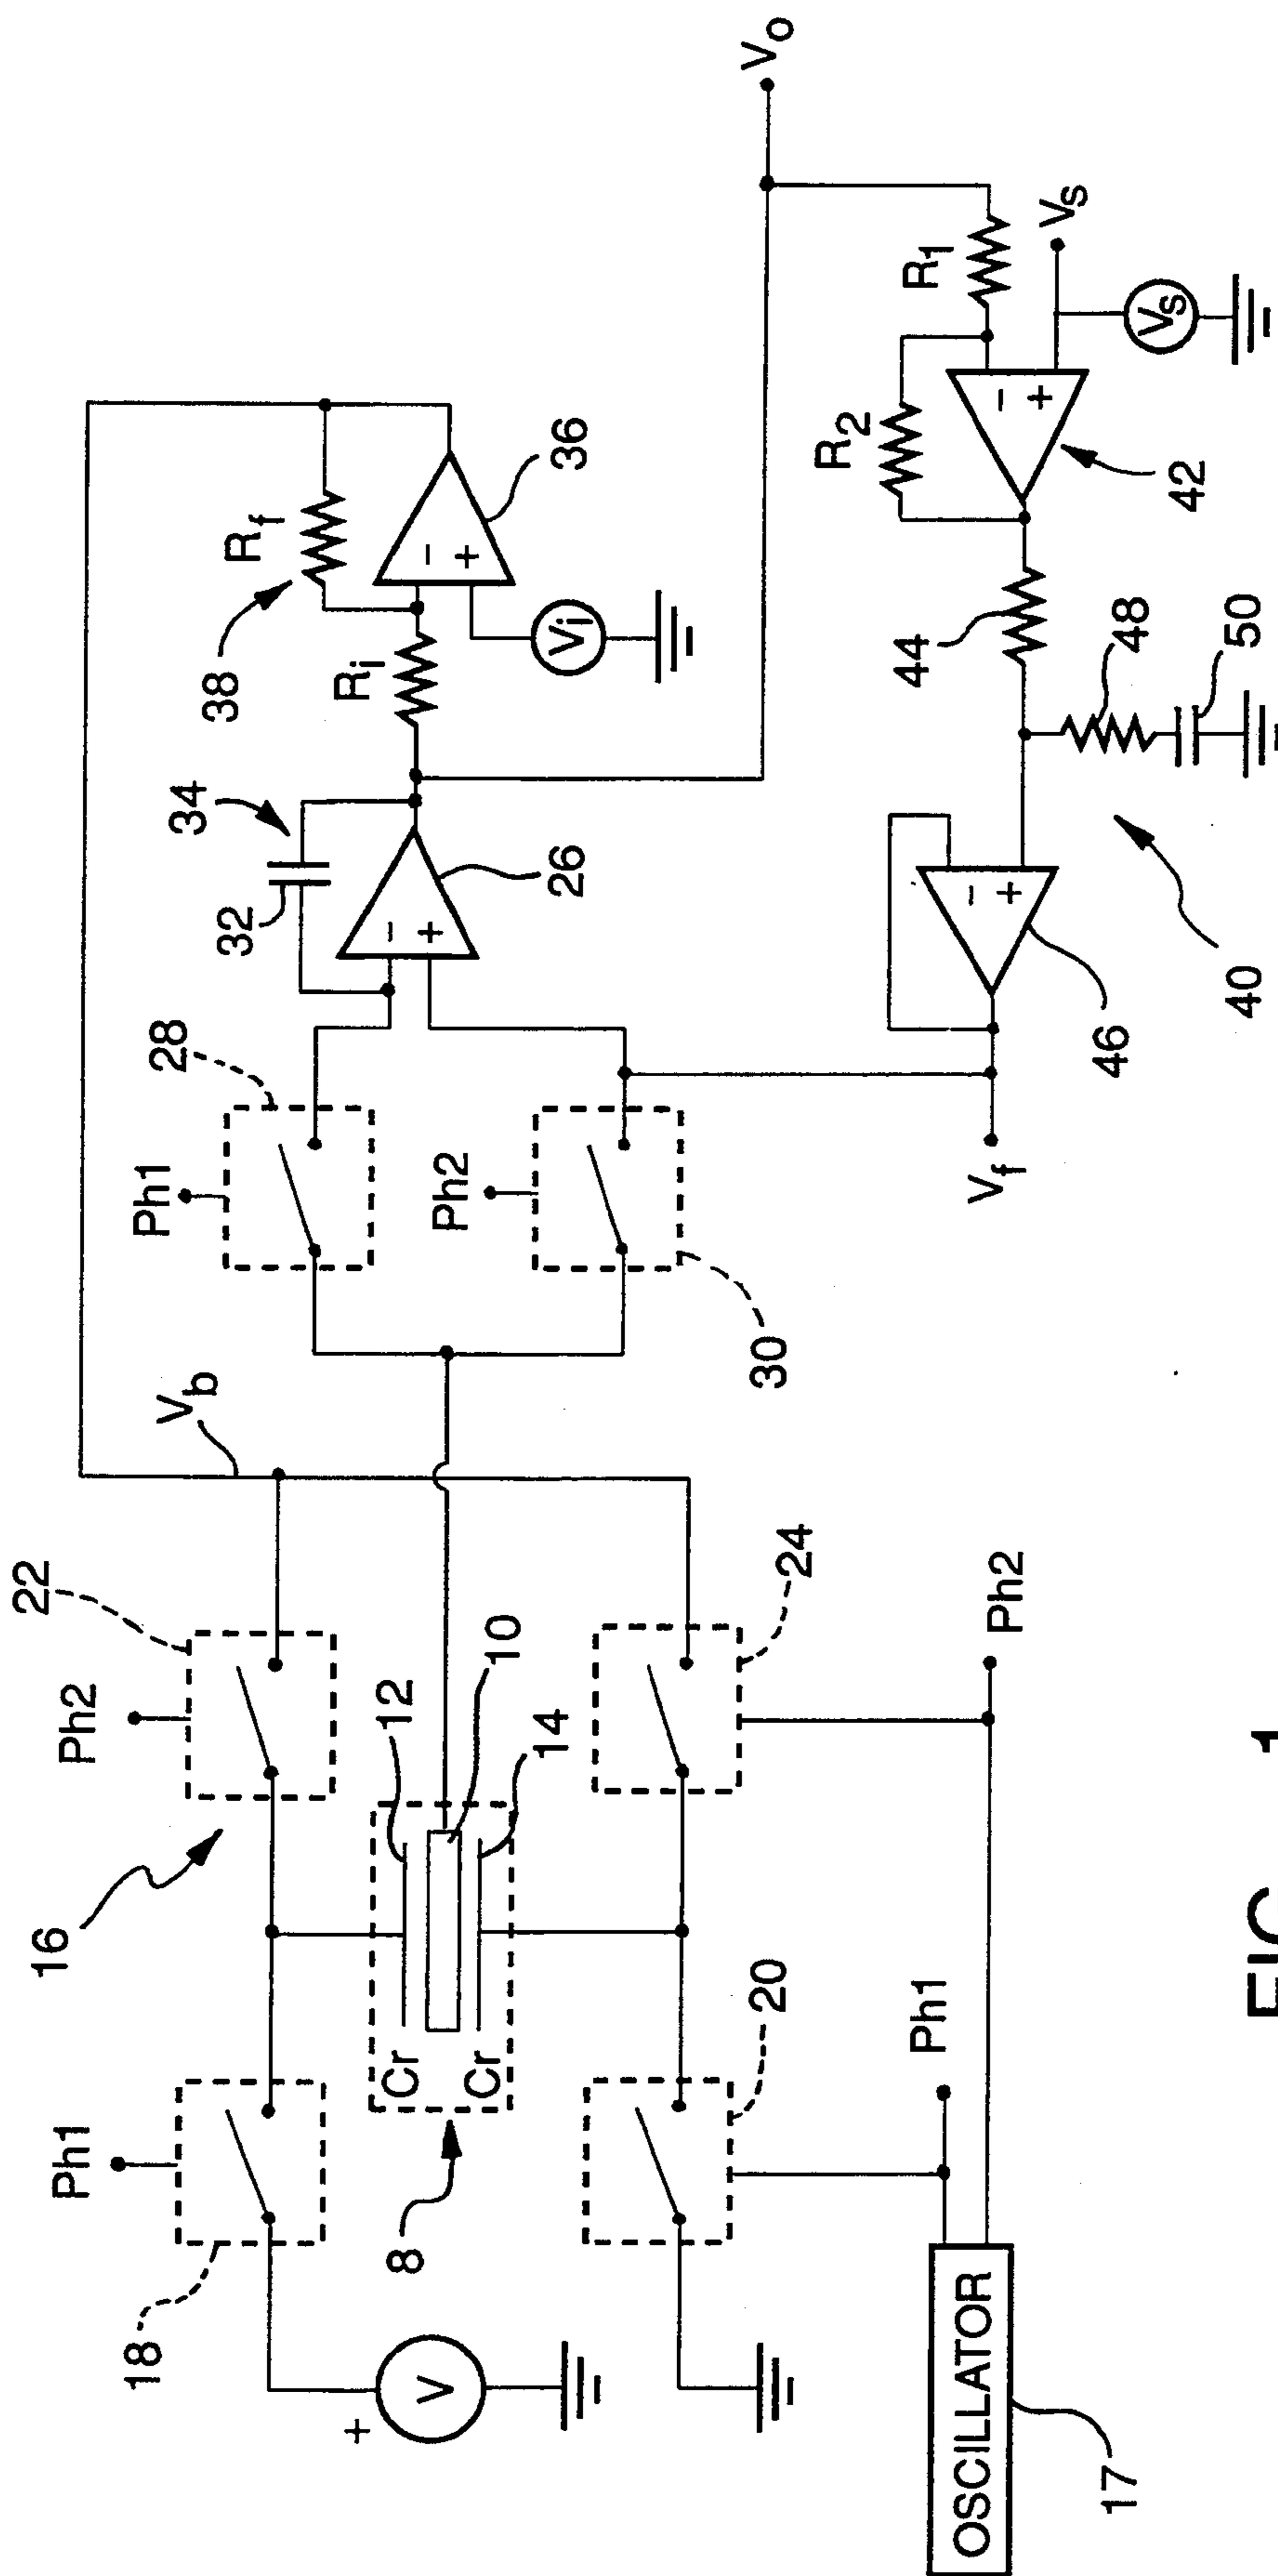 Ph1
18
V
+
16
Ph2
22
12
10
14
Cr
Cr
8
20
24
OSCILLATOR
17
Ph1
Ph2
Vb
Ph1
28
Ph2
30
32
34
26
38
Rf
Ri
36
Vi
-
+
-
+
Vo
R1
R2
-
+
42
Vs
Vs
44
48
50
-
+
46
40
Vf
FIG. 1